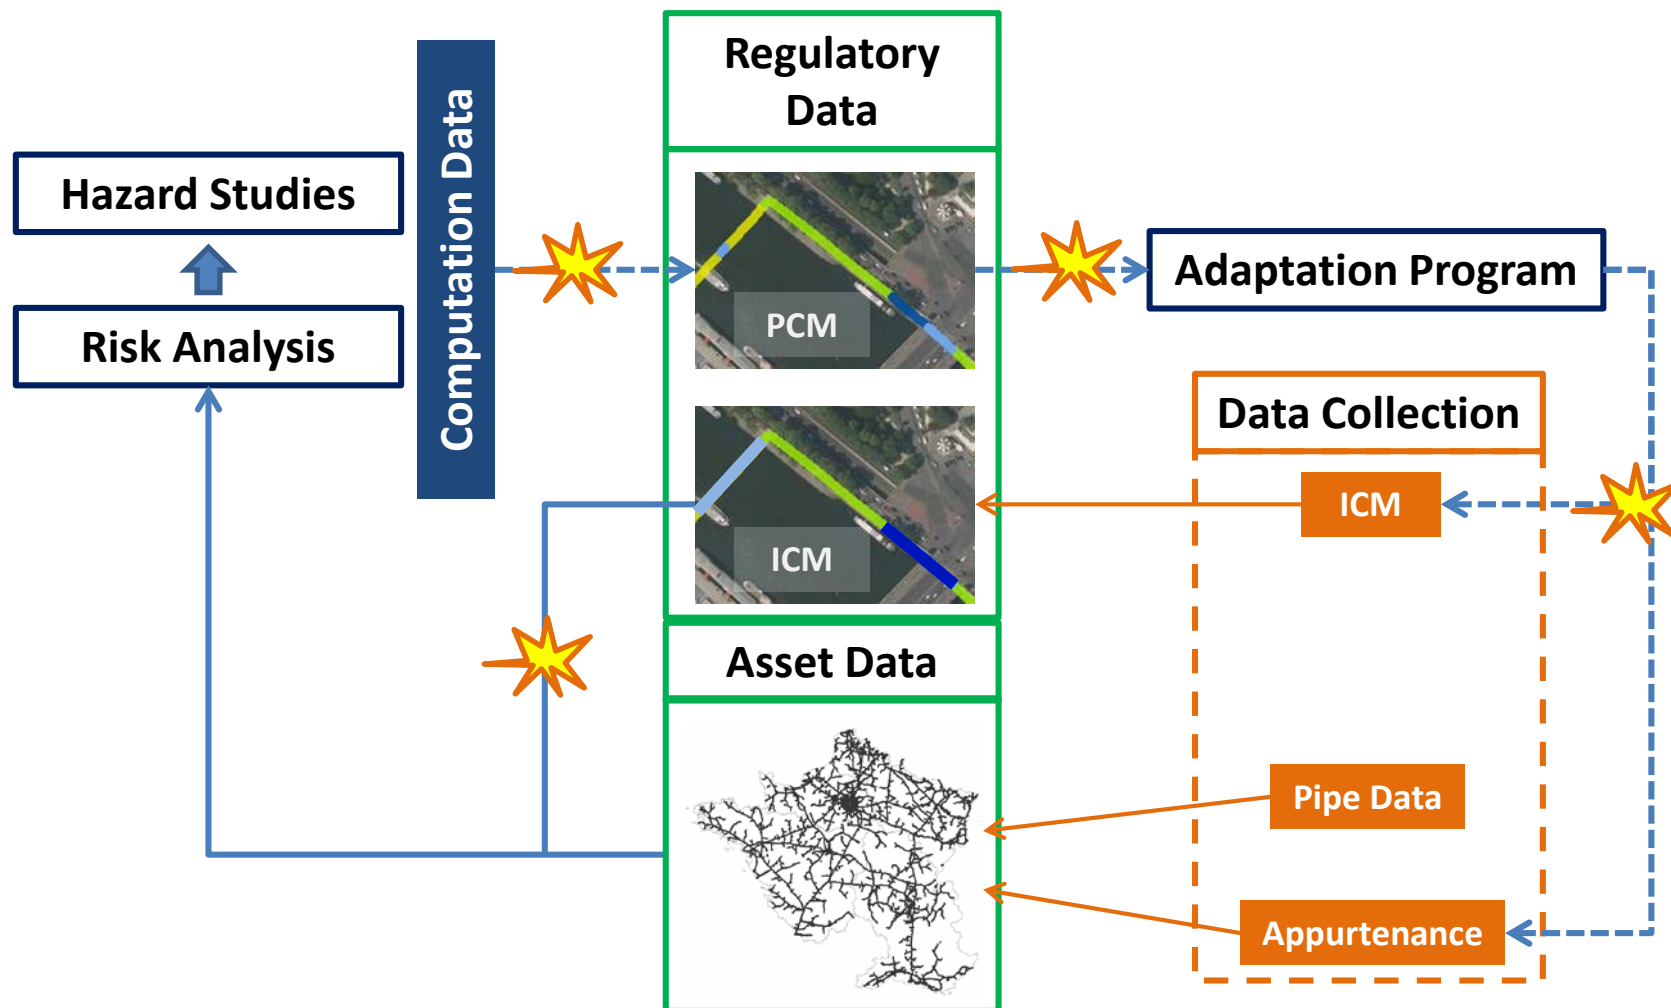 Regulatory
Data
Computation Data
Hazard Studies
Risk Analysis
PCM
Adaptation Program
Data Collection
ICM
ICM
Asset Data
Pipe Data
Appurtenance